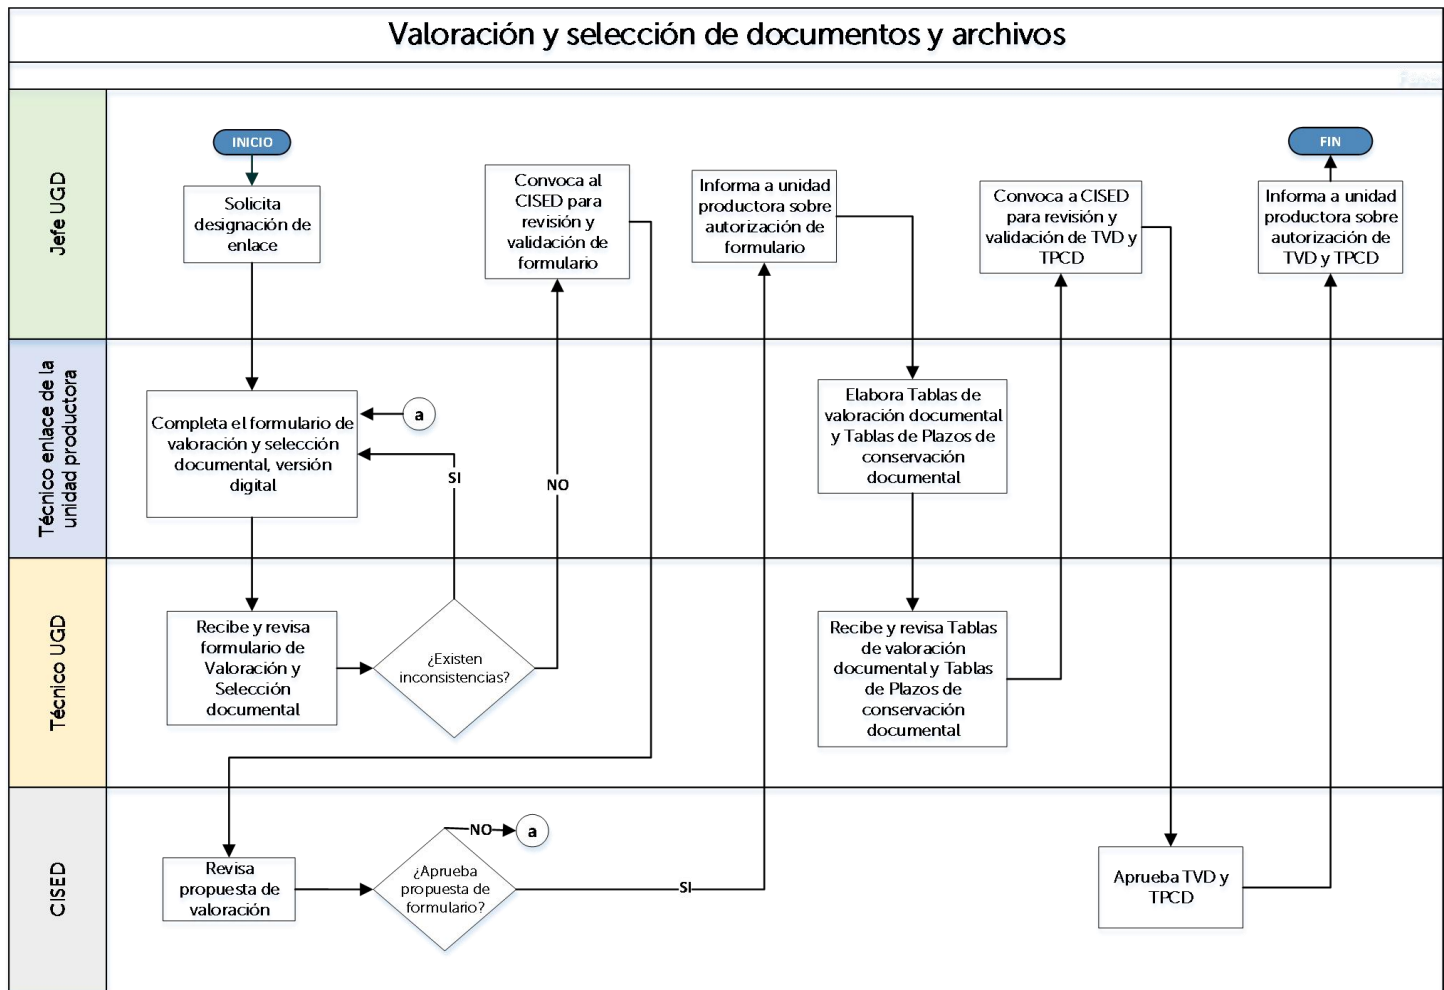 Valoración y selección de documentos y archivos
Fase
Jefe UGD
INICIO
Solicita
designación de
enlace
Convoca al
CISED para
revisión y
validación de
formulario
Informa a unidad
productora sobre
autorización de
formulario
Convoca a CISED
para revisión y
validación de TVD y
TPCD
FIN
Informa a unidad
productora sobre
autorización de
TVD y TPCD
Técnico enlace de la
unidad productora
Completa el formulario de
valoración y selección
documental, versión
digital
a
SI
NO
Elabora Tablas de
valoración documental
y Tablas de Plazos de
conservación
documental
Técnico UGD
Recibe y revisa
formulario de
Valoración y
Selección
documental
¿Existen
inconsistencias?
Recibe y revisa Tablas
de valoración
documental y Tablas
de Plazos de
conservación
documental
CISED
Revisa
propuesta de
valoración
¿Aprueba
propuesta de
formulario?
NO
a
SI
Aprueba TVD y
TPCD